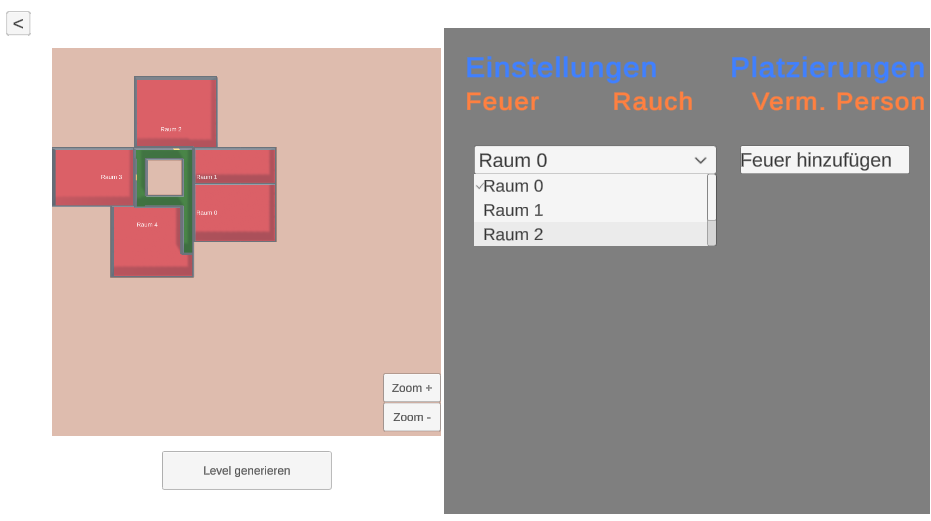 <
Raum 2
Raum 3
Raum 1
Raum 0
Raum 4
Zoom +
Zoom -
Level generieren
Einstellungen Platzierungen
Feuer Rauch Verm. Person
Raum 0 Feuer hinzufügen
Raum 0
Raum 1
Raum 2